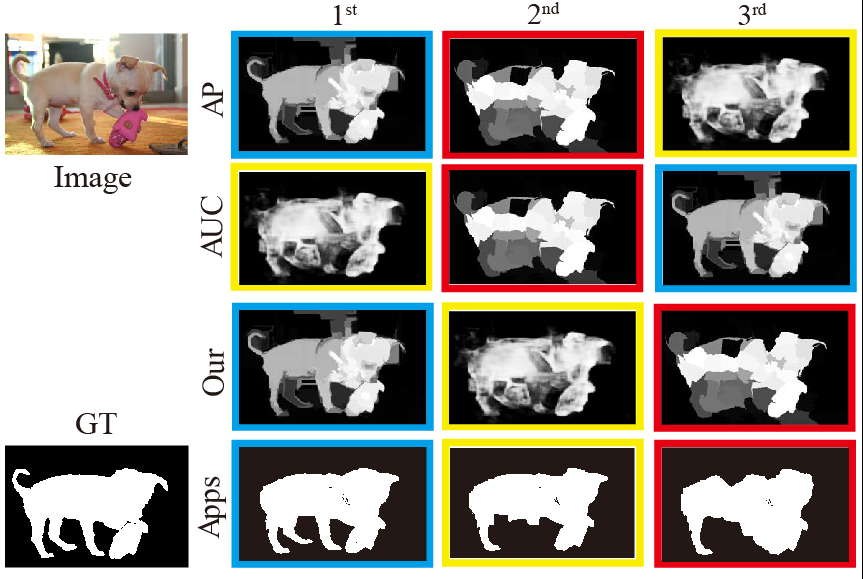 1st 2nd 3rd
AP
Image
AUC
Our
GT
Apps